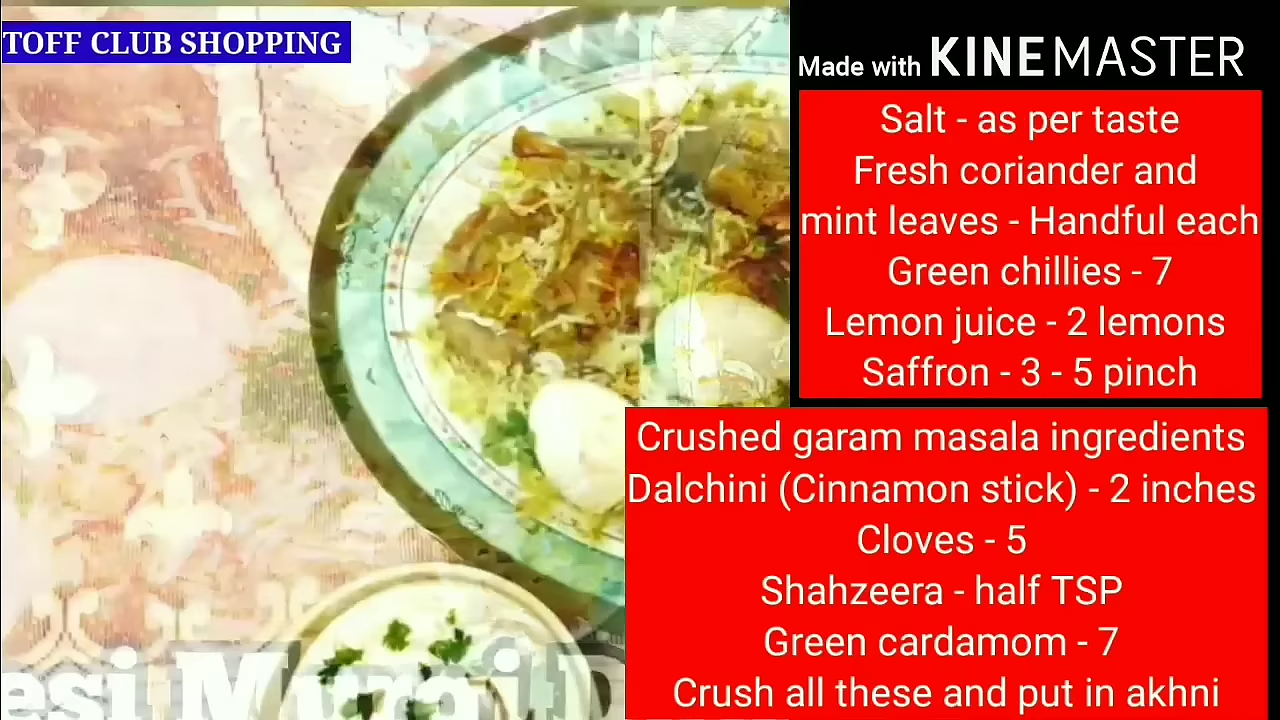 TOFF CLUB SHOPPING
Made with KINEMASTER
Salt - as per taste
Fresh coriander and
mint leaves - Handful each
Green chillies - 7
Lemon juice - 2 lemons
Saffron - 3 - 5 pinch
Crushed garam masala ingredients
Dalchini (Cinnamon stick) - 2 inches
Cloves - 5
Shahzeera - half TSP
Green cardamom - 7
Crush all these and put in akhni
esi Murgi D